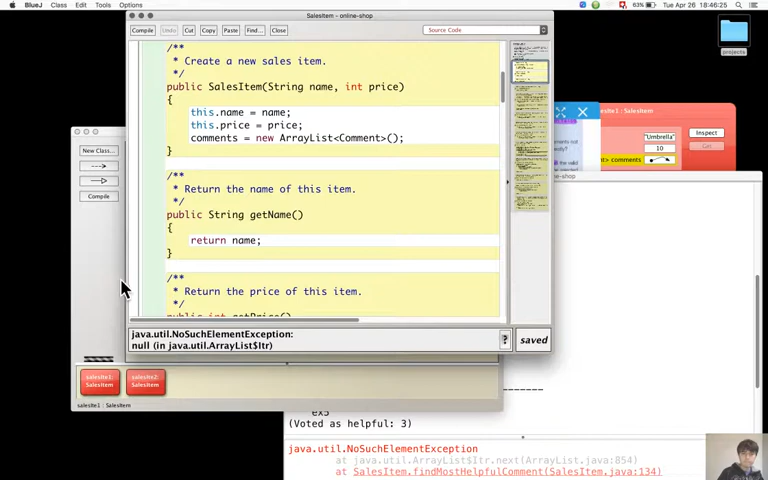 BlueJ Class Edit Tools Options
63% Tue Apr 26 18:46:25
SalesItem - online-shop
Compile Undo Cut Copy Paste Find... Close
Source Code
/**
* Create a new sales item.
*/
public SalesItem(String name, int price)
{
this.name = name;
this.price = price;
comments = new ArrayList<Comment>();
}
/**
* Return the name of this item.
*/
public String getName()
{
return name;
}
/**
* Return the price of this item.
*/
java.util.NoSuchElementException:
null (in java.util.ArrayList$Itr)
?
saved
New Class...
Compile
salesite1:
SalesItem
salesite2:
SalesItem
salesite1 : SalesItem
projects
"Umbrella"
10
comments
Inspect
Get
ex5
(Voted as helpful: 3)
java.util.NoSuchElementException
at java.util.ArrayList$Itr.next(ArrayList.java:854)
at SalesItem.findMostHelpfulComment(SalesItem.java:134)